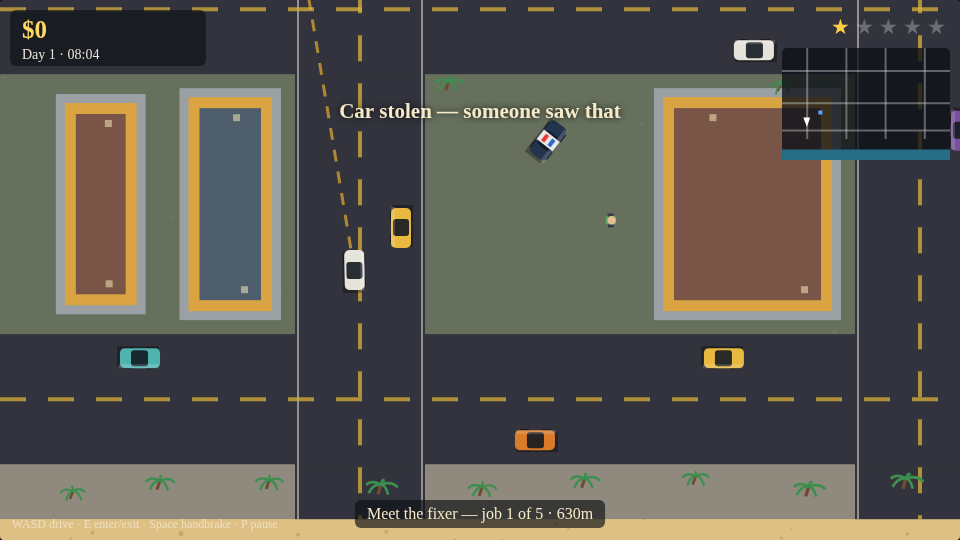 $0
Day 1 · 08:04
Car stolen — someone saw that
Meet the fixer — job 1 of 5 · 630m
WASD drive · E enter/exit · Space handbrake · P pause